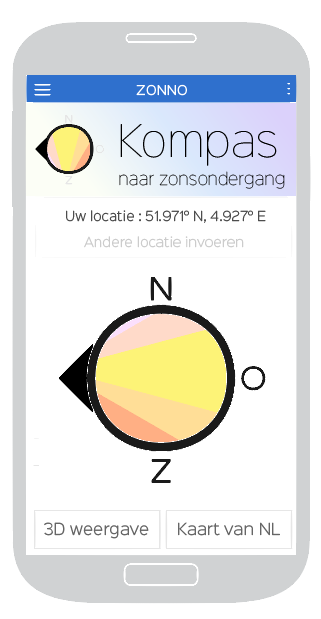 ZONNO
N
O
Z
Kompas
naar zonsondergang
Uw locatie : 51.971° N, 4.927° E
Andere locatie invoeren
N
O
Z
3D weergave
Kaart van NL